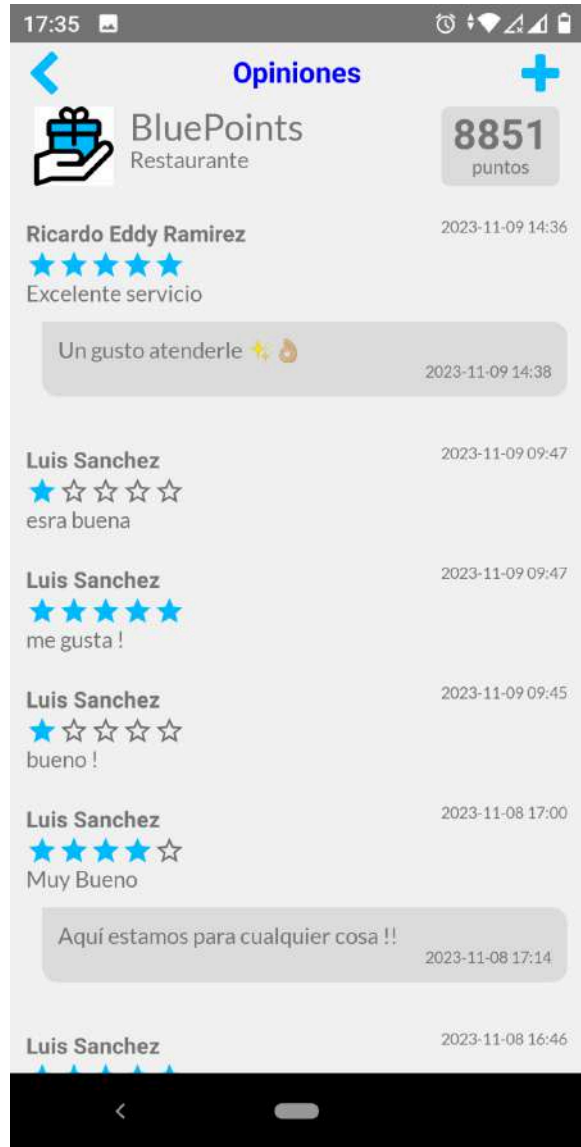 17:35
Opiniones
BluePoints
Restaurante
8851
puntos
Ricardo Eddy Ramirez
2023-11-09 14:36
Excelente servicio
Un gusto atenderle ✨👌🏼
2023-11-09 14:38
Luis Sanchez
2023-11-09 09:47
esra buena
Luis Sanchez
2023-11-09 09:47
me gusta !
Luis Sanchez
2023-11-09 09:45
bueno !
Luis Sanchez
2023-11-08 17:00
Muy Bueno
Aquí estamos para cualquier cosa !!
2023-11-08 17:14
Luis Sanchez
2023-11-08 16:46